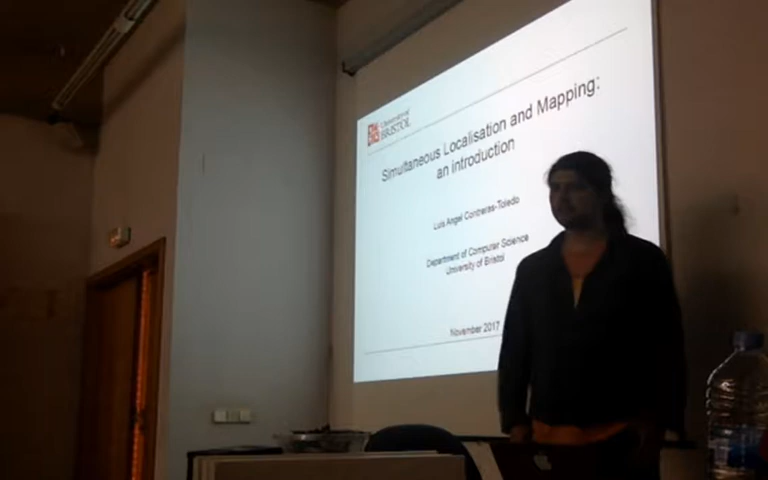 University of
BRISTOL
Simultaneous Localisation and Mapping:
an introduction
Luis Angel Contreras-Toledo
Department of Computer Science
University of Bristol
November 2017